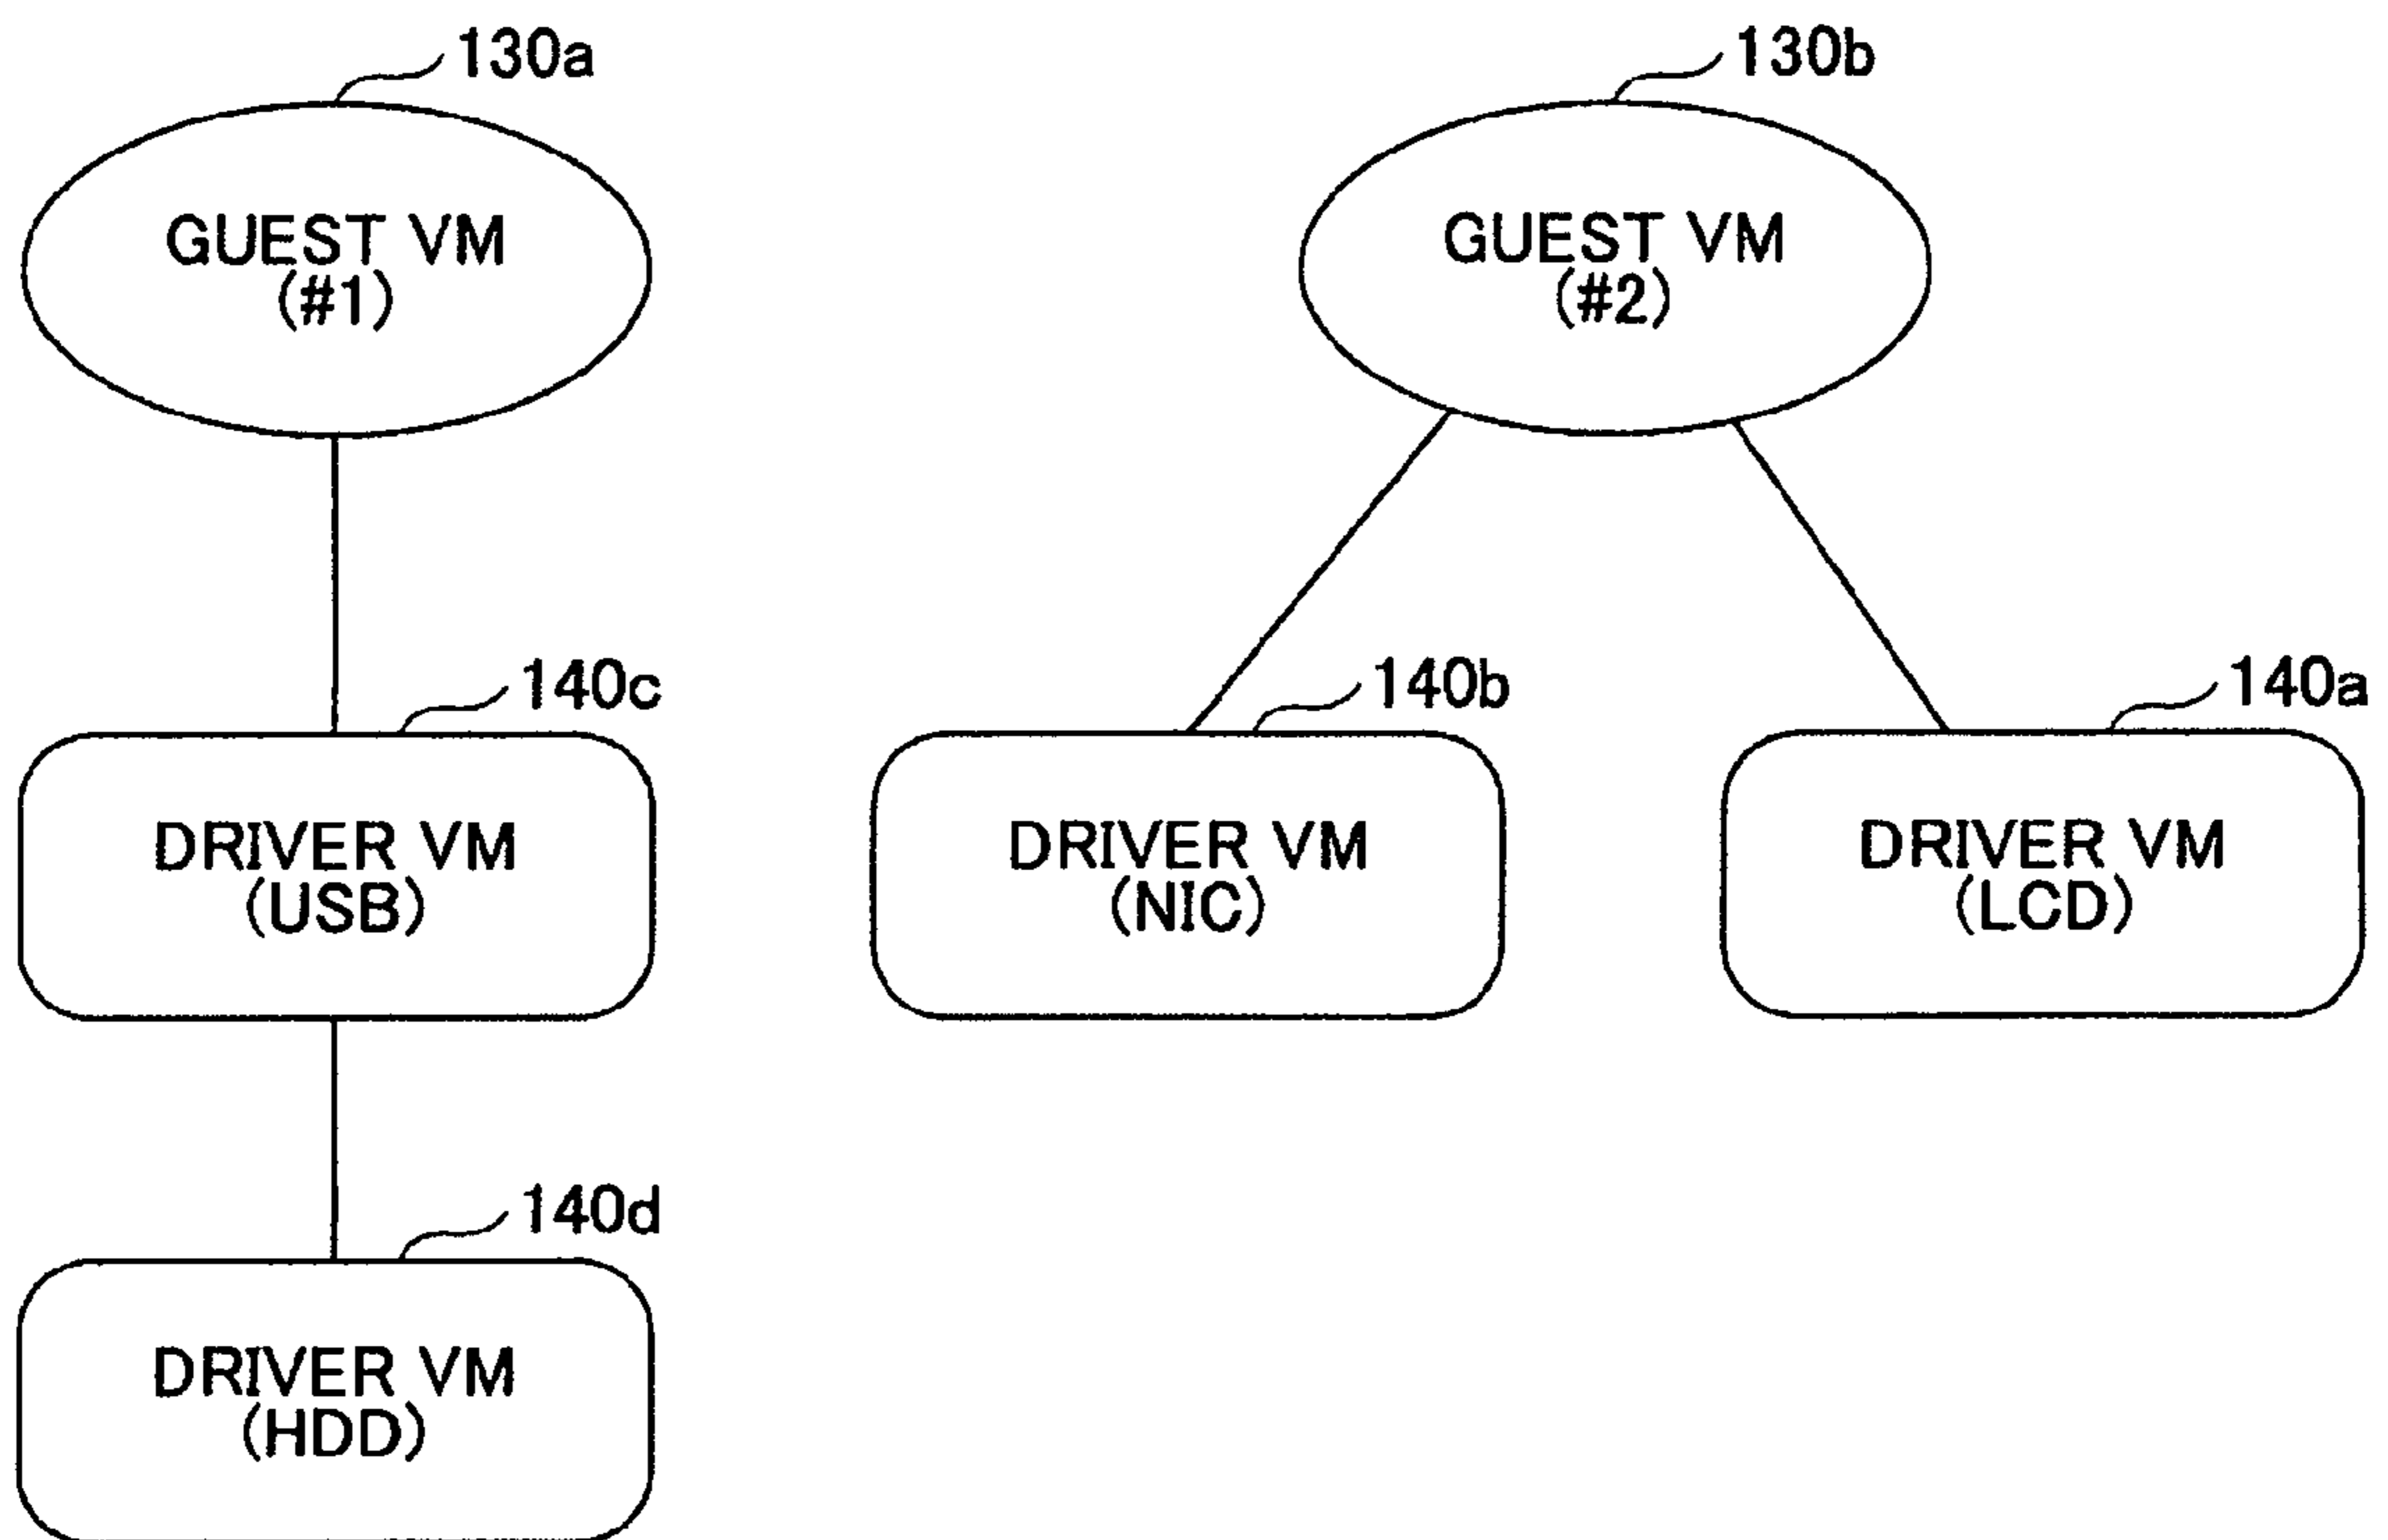 130a
130b
GUEST VM
(#1)
GUEST VM
(#2)
140c
140b
140a
DRIVER VM
(USB)
DRIVER VM
(NIC)
DRIVER VM
(LCD)
140d
DRIVER VM
(HDD)